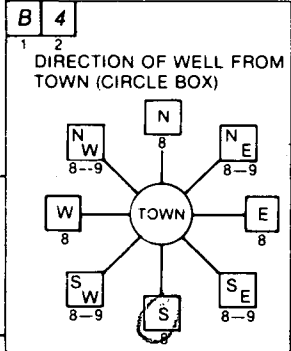 B 4
1 2
DIRECTION OF WELL FROM
TOWN (CIRCLE BOX)
N
8
N W
8--9
N E
8—9
W
8
TOWN
E
8
S W
8—9
S
8
S E
8—9